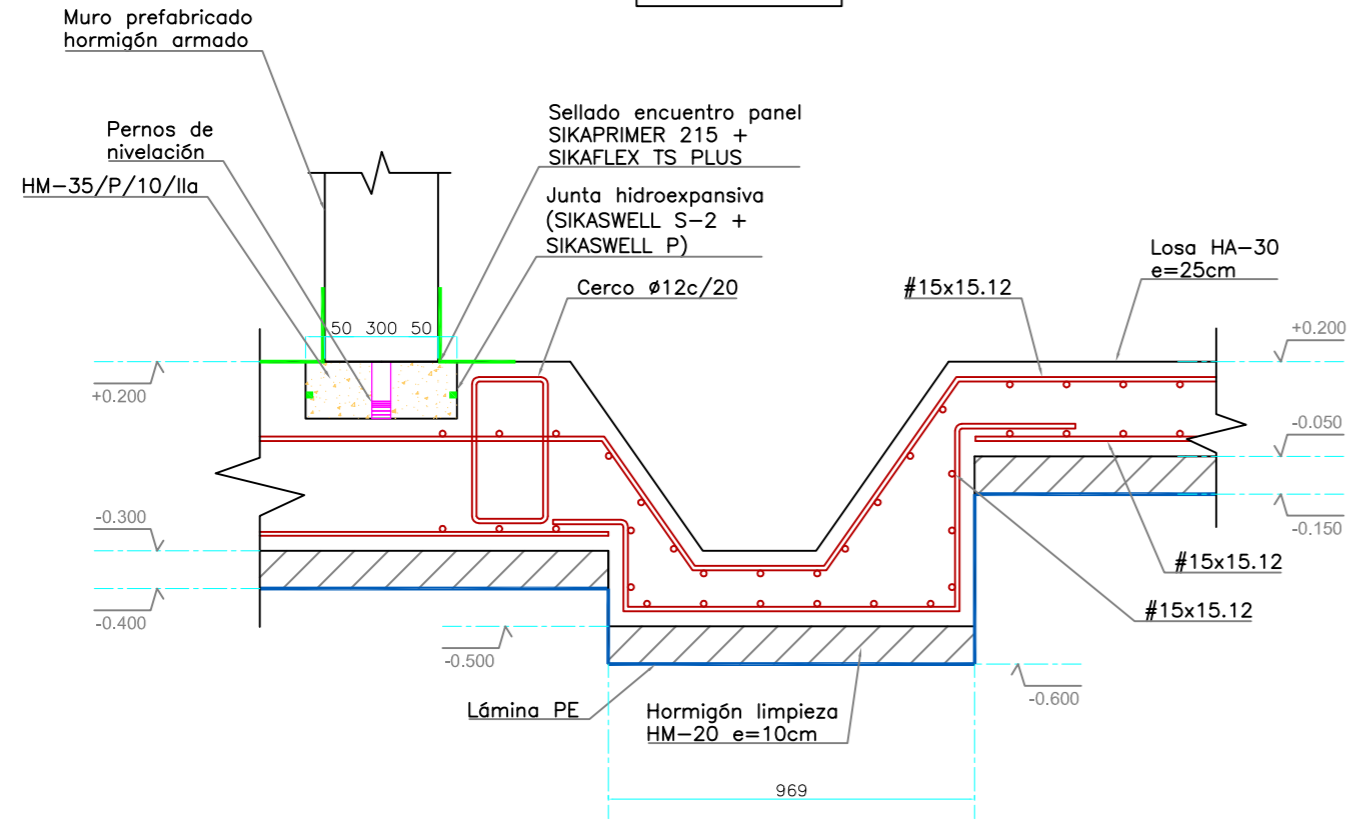 Muro prefabricado
hormigón armado
Pernos de
nivelación
HM-35/P/10/IIa
Sellado encuentro panel
SIKAPRIMER 215 +
SIKAFLEX TS PLUS
Junta hidroexpansiva
(SIKASWELL S-2 +
SIKASWELL P)
Cerco ø12c/20
#15x15.12
Losa HA-30
e=25cm
50 300 50
+0.200
+0.200
-0.050
-0.150
-0.300
-0.400
-0.500
-0.600
#15x15.12
#15x15.12
Lámina PE
Hormigón limpieza
HM-20 e=10cm
969